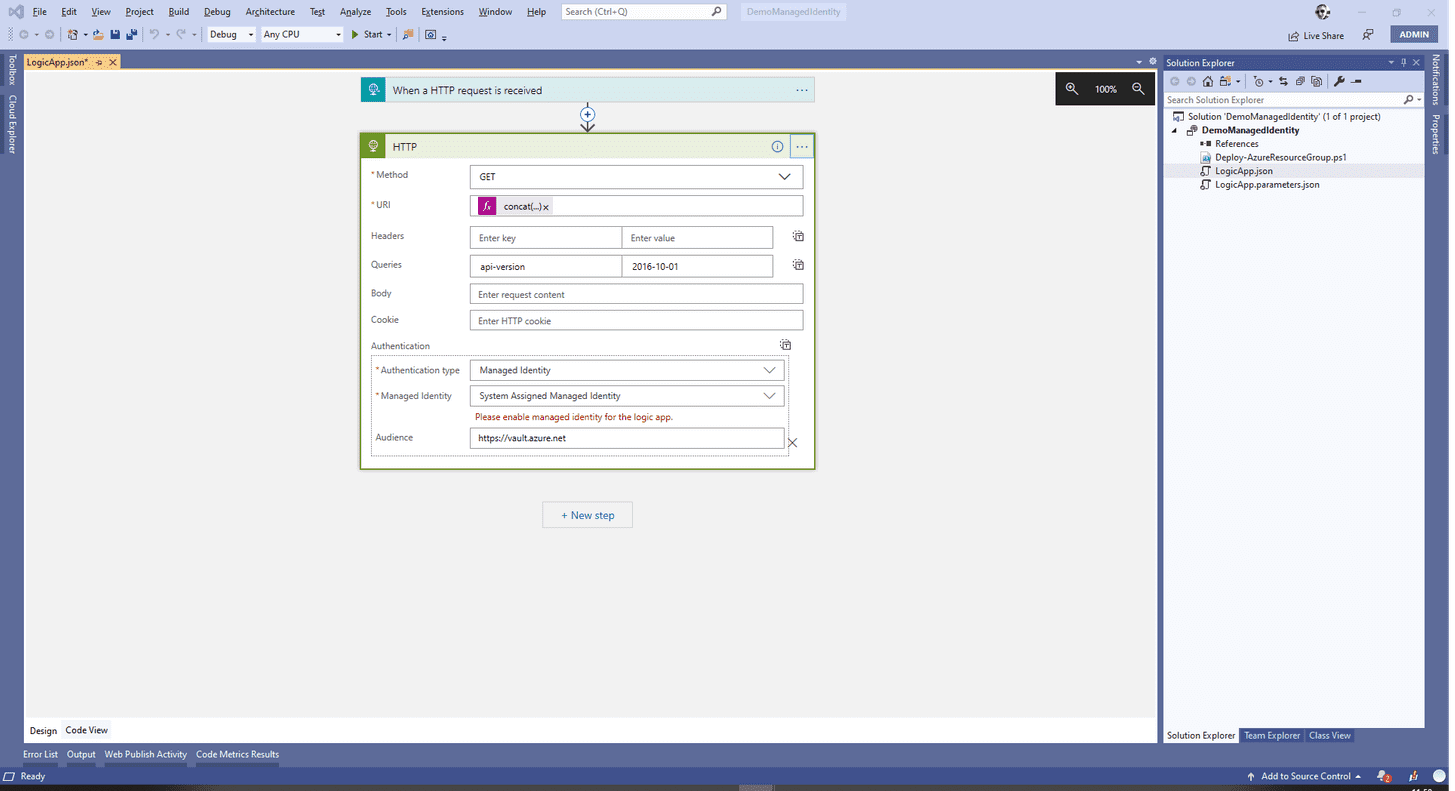 File Edit View Project Build Debug Architecture Test Analyze Tools Extensions Window Help Search (Ctrl+Q) DemoManagedIdentity
Debug Any CPU Start Live Share ADMIN
LogicApp.json*
Toolbox
Cloud Explorer
When a HTTP request is received ...
100%
HTTP ...
* Method GET
* URI fx concat(...) x
Headers Enter key Enter value
Queries api-version 2016-10-01
Body Enter request content
Cookie Enter HTTP cookie
Authentication
* Authentication type Managed Identity
* Managed Identity System Assigned Managed Identity
Please enable managed identity for the logic app.
Audience https://vault.azure.net
+ New step
Design Code View
Error List Output Web Publish Activity Code Metrics Results
Ready
Solution Explorer
Search Solution Explorer
Solution 'DemoManagedIdentity' (1 of 1 project)
DemoManagedIdentity
References
Deploy-AzureResourceGroup.ps1
LogicApp.json
LogicApp.parameters.json
Solution Explorer Team Explorer Class View
Notifications
Properties
Add to Source Control 2